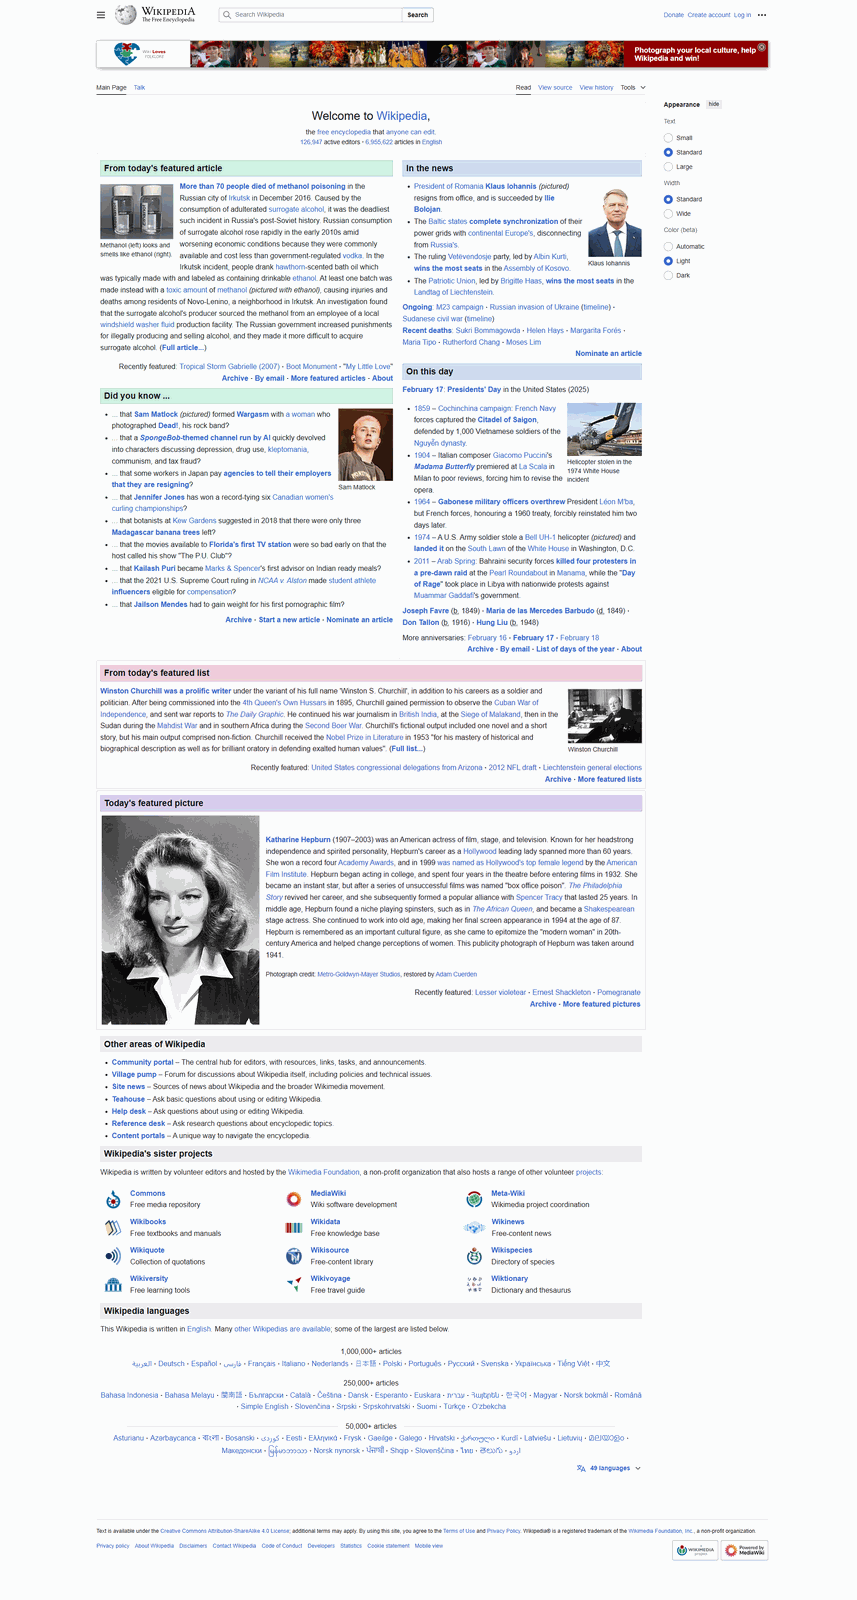 WIKIPEDIA
The Free Encyclopedia
Search Wikipedia
Search
Donate Create account Log in
Wiki Loves
FOLKLORE
Photograph your local culture, help
Wikipedia and win!
Main Page Talk
Read View source View history Tools
Appearance hide
Text
Small
Standard
Large
Width
Standard
Wide
Color (beta)
Automatic
Light
Dark
Welcome to Wikipedia,
the free encyclopedia that anyone can edit.
126,947 active editors · 6,955,622 articles in English
From today's featured article
Methanol (left) looks and
smells like ethanol (right).
More than 70 people died of methanol poisoning in the
Russian city of Irkutsk in December 2016. Caused by the
consumption of adulterated surrogate alcohol, it was the deadliest
such incident in Russia's post-Soviet history. Russian consumption
of surrogate alcohol rose rapidly in the early 2010s amid
worsening economic conditions because they were commonly
available and cost less than government-regulated vodka. In the
Irkutsk incident, people drank hawthorn-scented bath oil which
was typically made with and labeled as containing drinkable ethanol. At least one batch was
made instead with a toxic amount of methanol (pictured with ethanol), causing injuries and
deaths among residents of Novo-Lenino, a neighborhood in Irkutsk. An investigation found
that the surrogate alcohol's producer sourced the methanol from an employee of a local
windshield washer fluid production facility. The Russian government increased punishments
for illegally producing and selling alcohol, and they made it more difficult to acquire
surrogate alcohol. (Full article...)
Recently featured: Tropical Storm Gabrielle (2007) · Boot Monument · "My Little Love"
Archive · By email · More featured articles · About
Did you know ...
... that Sam Matlock (pictured) formed Wargasm with a woman who
photographed Dead!, his rock band?
... that a SpongeBob-themed channel run by AI quickly devolved
into characters discussing depression, drug use, kleptomania,
communism, and tax fraud?
... that some workers in Japan pay agencies to tell their employers
that they are resigning?
... that Jennifer Jones has won a record-tying six Canadian women's
curling championships?
... that botanists at Kew Gardens suggested in 2018 that there were only three
Madagascar banana trees left?
... that the movies available to Florida's first TV station were so bad early on that the
host called his show "The P.U. Club"?
... that Kailash Puri became Marks & Spencer's first advisor on Indian ready meals?
... that the 2021 U.S. Supreme Court ruling in NCAA v. Alston made student athlete
influencers eligible for compensation?
... that Jailson Mendes had to gain weight for his first pornographic film?
Sam Matlock
Archive · Start a new article · Nominate an article
In the news
President of Romania Klaus Iohannis (pictured)
resigns from office, and is succeeded by Ilie
Bolojan.
The Baltic states complete synchronization of their
power grids with continental Europe's, disconnecting
from Russia's.
The ruling Vetëvendosje party, led by Albin Kurti,
wins the most seats in the Assembly of Kosovo.
The Patriotic Union, led by Brigitte Haas, wins the most seats in the
Landtag of Liechtenstein.
Klaus Iohannis
Ongoing: M23 campaign · Russian invasion of Ukraine (timeline) ·
Sudanese civil war (timeline)
Recent deaths: Sukri Bommagowda · Helen Hays · Margarita Forés ·
Maria Tipo · Rutherford Chang · Moses Lim
Nominate an article
On this day
February 17: Presidents' Day in the United States (2025)
1859 – Cochinchina campaign: French Navy
forces captured the Citadel of Saigon,
defended by 1,000 Vietnamese soldiers of the
Nguyễn dynasty.
1904 – Italian composer Giacomo Puccini's
Madama Butterfly premiered at La Scala in
Milan to poor reviews, forcing him to revise the
opera.
1964 – Gabonese military officers overthrew President Léon M'ba,
but French forces, honouring a 1960 treaty, forcibly reinstated him two
days later.
1974 – A U.S. Army soldier stole a Bell UH-1 helicopter (pictured) and
landed it on the South Lawn of the White House in Washington, D.C.
2011 – Arab Spring: Bahraini security forces killed four protesters in
a pre-dawn raid at the Pearl Roundabout in Manama, while the "Day
of Rage" took place in Libya with nationwide protests against
Muammar Gaddafi's government.
Helicopter stolen in the
1974 White House
incident
Joseph Favre (b. 1849) · Maria de las Mercedes Barbudo (d. 1849) ·
Don Tallon (b. 1916) · Hung Liu (b. 1948)
More anniversaries: February 16 · February 17 · February 18
Archive · By email · List of days of the year · About
From today's featured list
Winston Churchill was a prolific writer under the variant of his full name 'Winston S. Churchill', in addition to his careers as a soldier and
politician. After being commissioned into the 4th Queen's Own Hussars in 1895, Churchill gained permission to observe the Cuban War of
Independence, and sent war reports to The Daily Graphic. He continued his war journalism in British India, at the Siege of Malakand, then in the
Sudan during the Mahdist War and in southern Africa during the Second Boer War. Churchill's fictional output included one novel and a short
story, but his main output comprised non-fiction. Churchill received the Nobel Prize in Literature in 1953 "for his mastery of historical and
biographical description as well as for brilliant oratory in defending exalted human values". (Full list...)
Winston Churchill
Recently featured: United States congressional delegations from Arizona · 2012 NFL draft · Liechtenstein general elections
Archive · More featured lists
Today's featured picture
Katharine Hepburn (1907–2003) was an American actress of film, stage, and television. Known for her headstrong
independence and spirited personality, Hepburn's career as a Hollywood leading lady spanned more than 60 years.
She won a record four Academy Awards, and in 1999 was named as Hollywood's top female legend by the American
Film Institute. Hepburn began acting in college, and spent four years in the theatre before entering films in 1932. She
became an instant star, but after a series of unsuccessful films was named "box office poison". The Philadelphia
Story revived her career, and she subsequently formed a popular alliance with Spencer Tracy that lasted 25 years. In
middle age, Hepburn found a niche playing spinsters, such as in The African Queen, and became a Shakespearean
stage actress. She continued to work into old age, making her final screen appearance in 1994 at the age of 87.
Hepburn is remembered as an important cultural figure, as she came to epitomize the "modern woman" in 20th-
century America and helped change perceptions of women. This publicity photograph of Hepburn was taken around
1941.
Photograph credit: Metro-Goldwyn-Mayer Studios, restored by Adam Cuerden
Recently featured: Lesser violetear · Ernest Shackleton · Pomegranate
Archive · More featured pictures
Other areas of Wikipedia
Community portal – The central hub for editors, with resources, links, tasks, and announcements.
Village pump – Forum for discussions about Wikipedia itself, including policies and technical issues.
Site news – Sources of news about Wikipedia and the broader Wikimedia movement.
Teahouse – Ask basic questions about using or editing Wikipedia.
Help desk – Ask questions about using or editing Wikipedia.
Reference desk – Ask research questions about encyclopedic topics.
Content portals – A unique way to navigate the encyclopedia.
Wikipedia's sister projects
Wikipedia is written by volunteer editors and hosted by the Wikimedia Foundation, a non-profit organization that also hosts a range of other volunteer projects:
Commons
Free media repository
MediaWiki
Wiki software development
Meta-Wiki
Wikimedia project coordination
Wikibooks
Free textbooks and manuals
Wikidata
Free knowledge base
Wikinews
Free-content news
Wikiquote
Collection of quotations
Wikisource
Free-content library
Wikispecies
Directory of species
Wikiversity
Free learning tools
Wikivoyage
Free travel guide
Wiktionary
Dictionary and thesaurus
Wikipedia languages
This Wikipedia is written in English. Many other Wikipedias are available; some of the largest are listed below.
1,000,000+ articles
العربية · Deutsch · Español · فارسی · Français · Italiano · Nederlands · 日本語 · Polski · Português · Русский · Svenska · Українська · Tiếng Việt · 中文
250,000+ articles
Bahasa Indonesia · Bahasa Melayu · 閩南語 · Български · Català · Čeština · Dansk · Esperanto · Euskara · עברית · Հայերեն · 한국어 · Magyar · Norsk bokmål · Română
· Simple English · Slovenčina · Srpski · Srpskohrvatski · Suomi · Türkçe · Oʻzbekcha
50,000+ articles
Asturianu · Azərbaycanca · বাংলা · Bosanski · کوردی · Eesti · Ελληνικά · Frysk · Gaeilge · Galego · Hrvatski · ქართული · Kurdî · Latviešu · Lietuvių · മലയാളം ·
Македонски · မြန်မာဘာသာ · Norsk nynorsk · ਪੰਜਾਬੀ · Shqip · Slovenščina · ไทย · తెలుగు · اردو
49 languages
Text is available under the Creative Commons Attribution-ShareAlike 4.0 License; additional terms may apply. By using this site, you agree to the Terms of Use and Privacy Policy. Wikipedia® is a registered trademark of the Wikimedia Foundation, Inc., a non-profit organization.
Privacy policy About Wikipedia Disclaimers Contact Wikipedia Code of Conduct Developers Statistics Cookie statement Mobile view
WIKIMEDIA
project
Powered by
MediaWiki